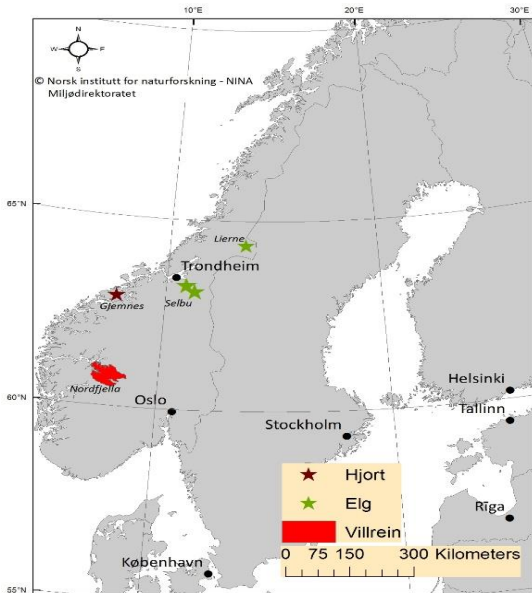 10°E
20°E
30°E
N
W E
S
© Norsk institutt for naturforskning - NINA
Miljødirektoratet
65°N
Lierne
Trondheim
Gjemnes
Selbu
Nordfjella
60°N
Oslo
Helsinki
Tallinn
Stockholm
Rīga
København
55°N
Hjort
Elg
Villrein
0 75 150 300 Kilometers